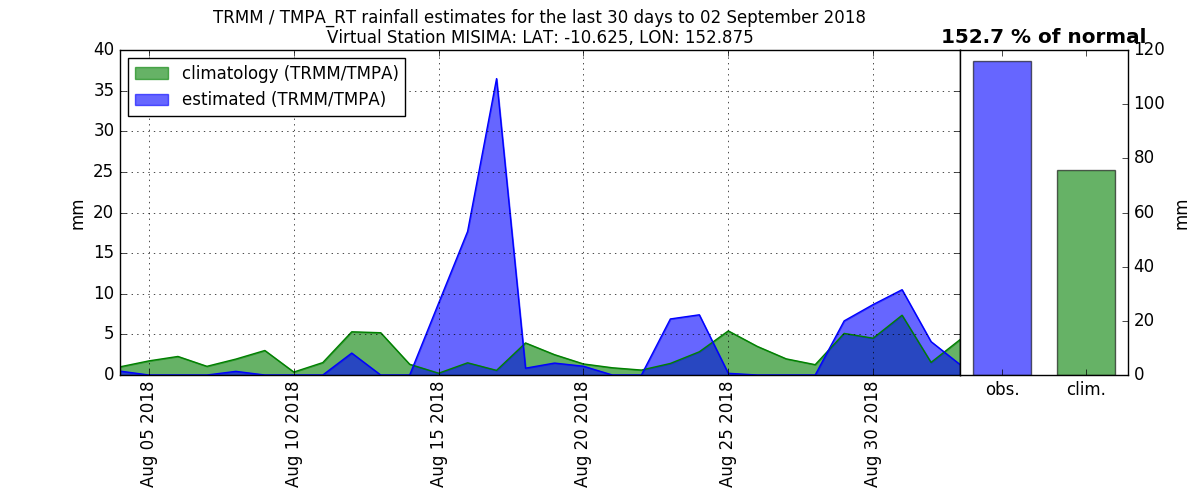 TRMM / TMPA_RT rainfall estimates for the last 30 days to 02 September 2018
Virtual Station MISIMA: LAT: -10.625, LON: 152.875
152.7 % of normal
climatology (TRMM/TMPA)
estimated (TRMM/TMPA)
40
35
30
25
20
15
10
5
0
mm
Aug 05 2018
Aug 10 2018
Aug 15 2018
Aug 20 2018
Aug 25 2018
Aug 30 2018
120
100
80
60
40
20
0
mm
obs.
clim.